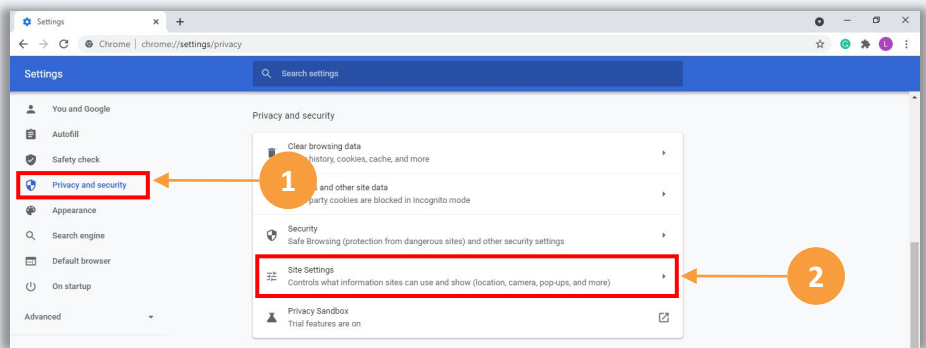 Settings
Chrome | chrome://settings/privacy
L
Settings
Search settings
You and Google
Autofill
Safety check
Privacy and security
Appearance
Search engine
Default browser
On startup
Advanced
Privacy and security
Clear browsing data
history, cookies, cache, and more
and other site data
party cookies are blocked in Incognito mode
Security
Safe Browsing (protection from dangerous sites) and other security settings
Site Settings
Controls what information sites can use and show (location, camera, pop-ups, and more)
Privacy Sandbox
Trial features are on
1
2